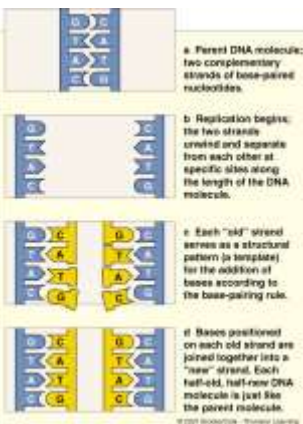 G C
T A
A T
C G
a Parent DNA molecule;
two complementary
strands of base-paired
nucleotides.
b Replication begins;
the two strands
unwind and separate
from each other at
specific sites along
the length of the DNA
molecule.
G C
T A
A T
C G
c Each "old" strand
serves as a structural
pattern (a template)
for the addition of
bases according to
the base-pairing rule.
G C G C
T A T A
A T A T
C G C G
d Bases positioned
on each old strand are
joined together into a
"new" strand. Each
half-old, half-new DNA
molecule is just like
the parent molecule.
G C G C
T A T A
A T A T
C G C G